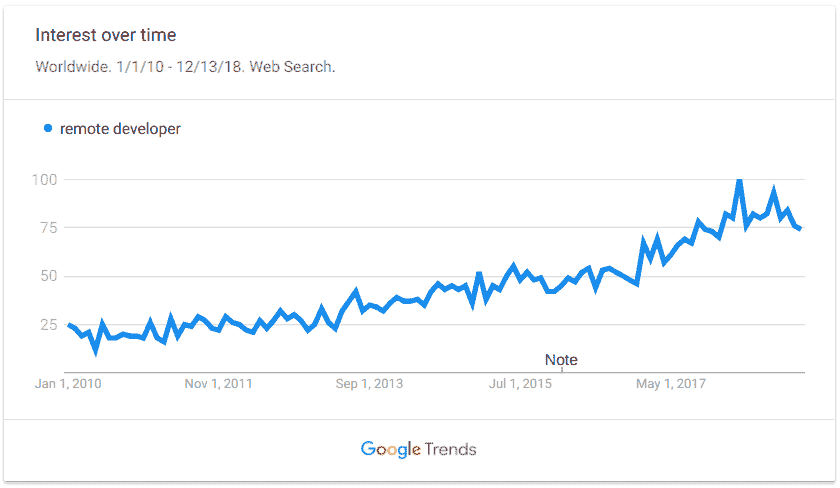 Interest over time
Worldwide. 1/1/10 - 12/13/18. Web Search.
remote developer
100
75
50
25
Note
Jan 1, 2010 Nov 1, 2011 Sep 1, 2013 Jul 1, 2015 May 1, 2017
Google Trends